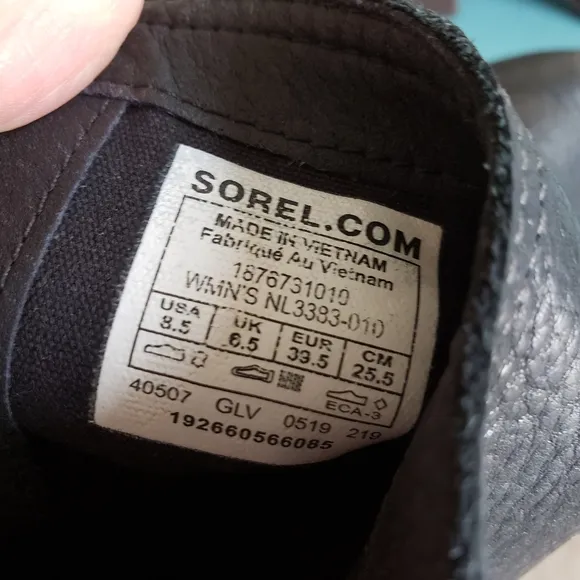 SOREL.COM
MADE IN VIETNAM
Fabriqué Au Vietnam
1876731010
WMN'S NL3383-010
USA UK EUR CM
8.5 6.5 39.5 25.5
ECA-3
40507 GLV 0519 219
192660566085